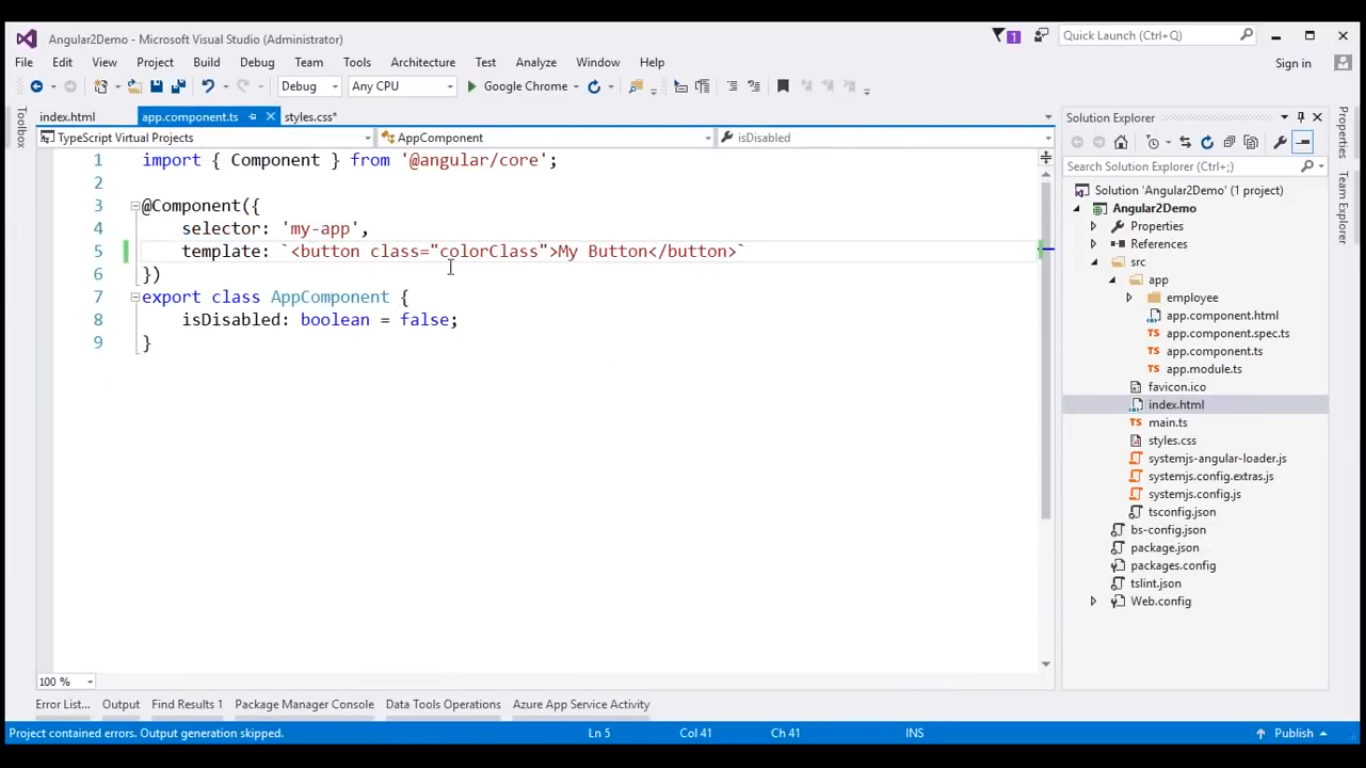 Angular2Demo - Microsoft Visual Studio (Administrator)
1
Quick Launch (Ctrl+Q)
File Edit View Project Build Debug Team Tools Architecture Test Analyze Window Help
Sign in
Debug Any CPU Google Chrome
Toolbox
index.html app.component.ts styles.css*
TypeScript Virtual Projects AppComponent isDisabled
1 import { Component } from '@angular/core';
2
3 @Component({
4 selector: 'my-app',
5 template: `<button class="colorClass">My Button</button>`
6 })
7 export class AppComponent {
8 isDisabled: boolean = false;
9 }
100 %
Solution Explorer
Search Solution Explorer (Ctrl+;)
Solution 'Angular2Demo' (1 project)
Angular2Demo
Properties
References
src
app
employee
app.component.html
TS app.component.spec.ts
TS app.component.ts
TS app.module.ts
favicon.ico
index.html
TS main.ts
styles.css
systemjs-angular-loader.js
systemjs.config.extras.js
systemjs.config.js
tsconfig.json
bs-config.json
package.json
packages.config
tslint.json
Web.config
Properties
Team Explorer
Error List... Output Find Results 1 Package Manager Console Data Tools Operations Azure App Service Activity
Project contained errors. Output generation skipped. Ln 5 Col 41 Ch 41 INS Publish